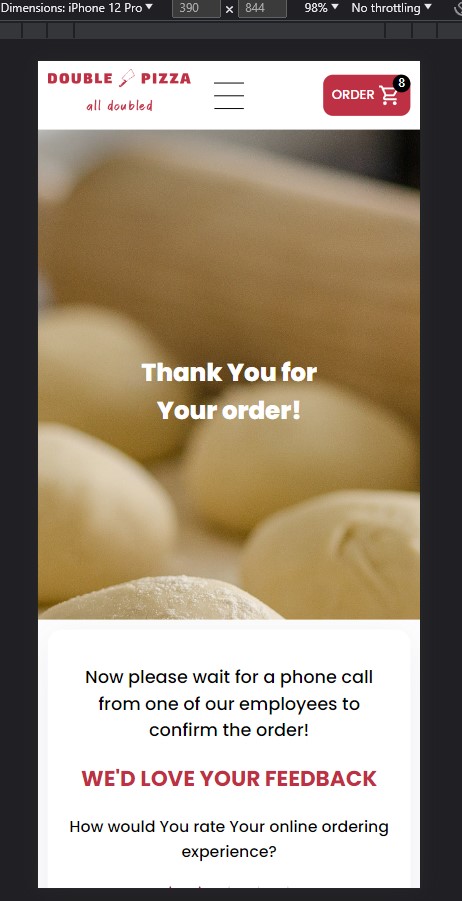 Dimensions: iPhone 12 Pro ▼ 390 × 844 98% ▼ No throttling ▼
DOUBLE PIZZA
all doubled
ORDER 8
Thank You for
Your order!
Now please wait for a phone call
from one of our employees to
confirm the order!
WE'D LOVE YOUR FEEDBACK
How would You rate Your online ordering
experience?